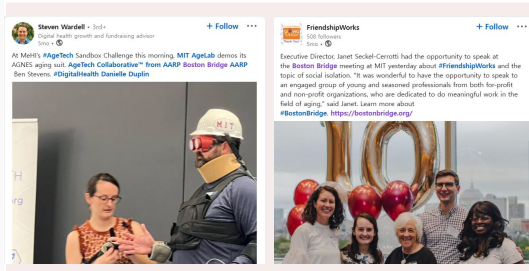 Steven Wardell • 3rd+
Digital health growth and fundraising advisor
5mo •
+ Follow ···
At MeHI's #AgeTech Sandbox Challenge this morning, MIT AgeLab demos its
AGNES aging suit. AgeTech Collaborative™ from AARP Boston Bridge AARP
Ben Stevens. #DigitalHealth Danielle Duplin
MIT
TH
org
FriendshipWorks
508 followers
5mo •
+ Follow ···
Executive Director, Janet Seckel-Cerrotti had the opportunity to speak at
the Boston Bridge meeting at MIT yesterday about #FriendshipWorks and the
topic of social isolation. "It was wonderful to have the opportunity to speak to
an engaged group of young and seasoned professionals from both for-profit
and non-profit organizations, who are dedicated to do meaningful work in the
field of aging," said Janet. Learn more about
#BostonBridge. https://bostonbridge.org/
10